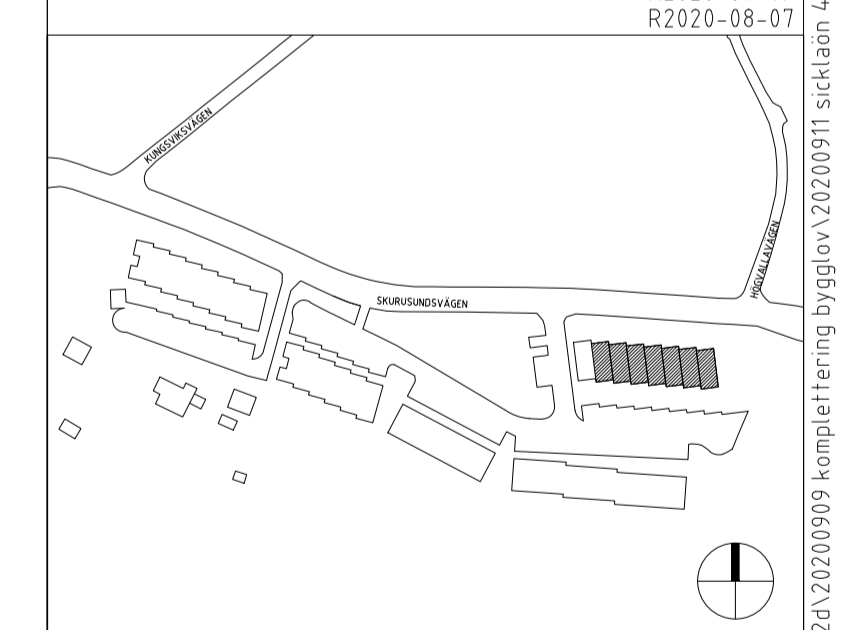 R2020-08-07
KUNGSVIKSVÄGEN
HÖGVALLAVÄGEN
SKURUSUNDSVÄGEN
2d\20200909 komplettering bygglov\20200911 sicklaön 4